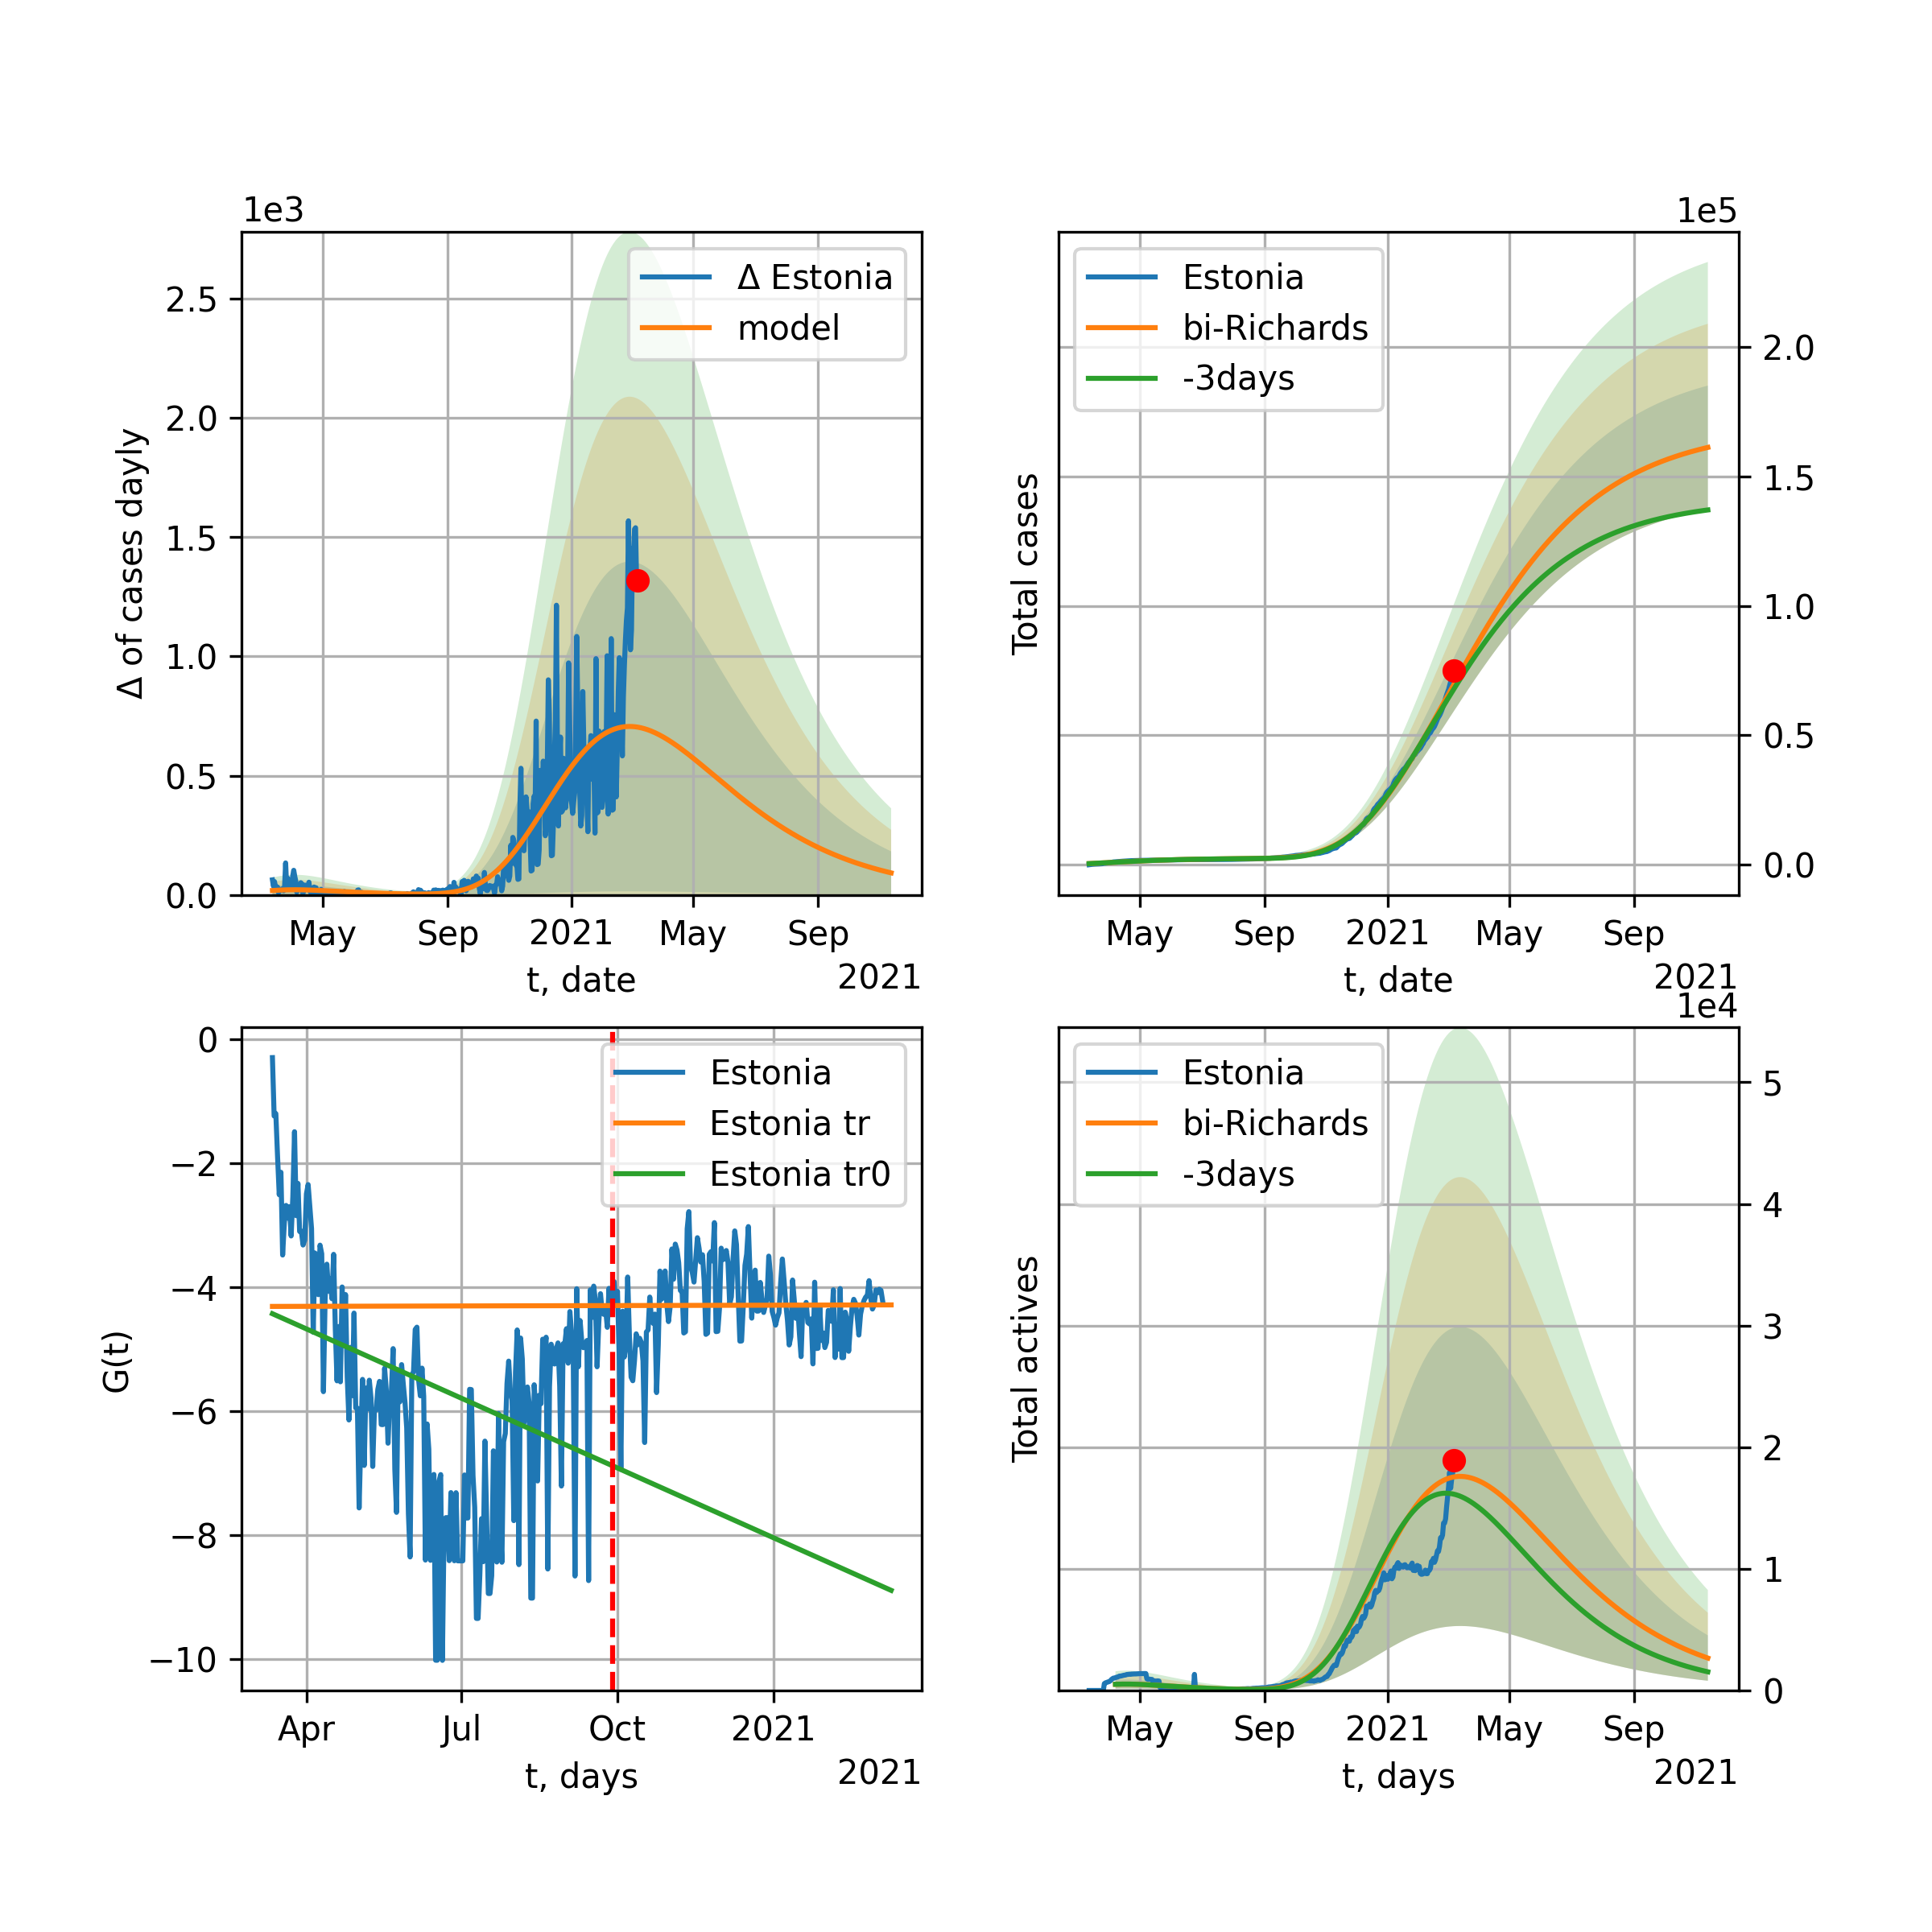 1e3
2.5
2.0
1.5
1.0
0.5
0.0
Δ of cases dayly
Δ Estonia
model
May Sep 2021 May Sep
t, date
2021
1e5
Total cases
Estonia
bi-Richards
-3days
2.0
1.5
1.0
0.5
0.0
May Sep 2021 May Sep
t, date
2021
0
−2
−4
−6
−8
−10
G(t)
Estonia
Estonia tr
Estonia tr0
Apr Jul Oct 2021
t, days
2021
1e4
Total actives
Estonia
bi-Richards
-3days
5
4
3
2
1
0
May Sep 2021 May Sep
t, days
2021